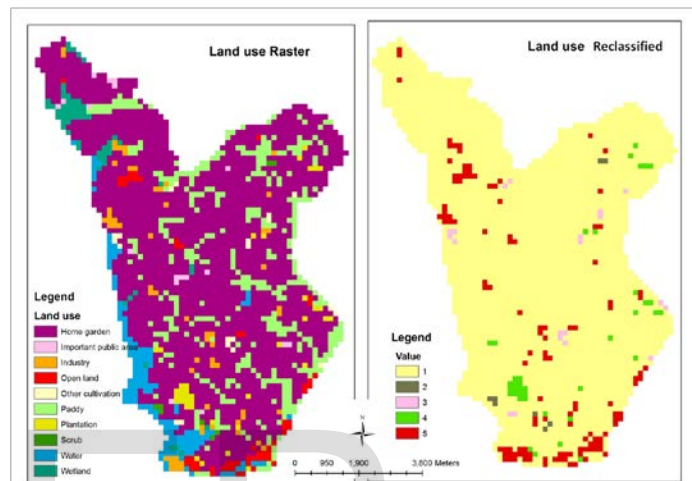 Land use Raster
Legend
Land use
Home garden
Important public area
Industry
Open land
Other cultivation
Paddy
Plantation
Scrub
Water
Wetland
Land use Reclassified
Legend
Value
1
2
3
4
5
N
0 950 1,900 3,800 Meters